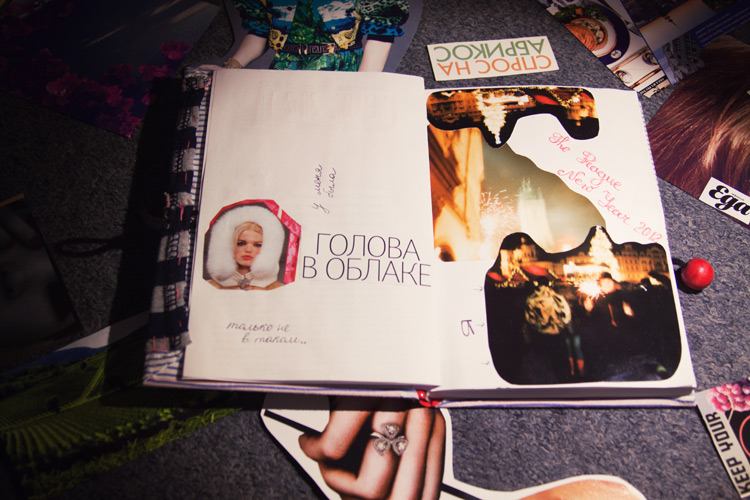 СПРОС НА
АБРИКОС
у меня
была
ГОЛОВА
В ОБЛАКЕ
только не
в таком..
The Prague
New Year 2012
Еда
KEEP YOUR